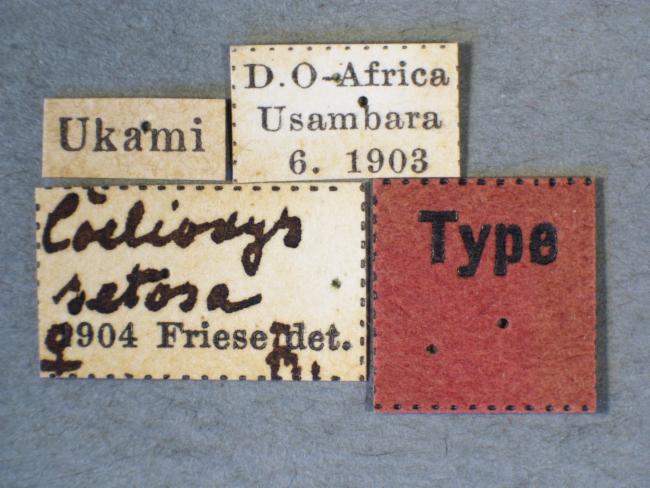 D.O-Africa
Usambara
6. 1903
Ukami
Coelioxys
setosa
♀ 1904 Friese det.
Type